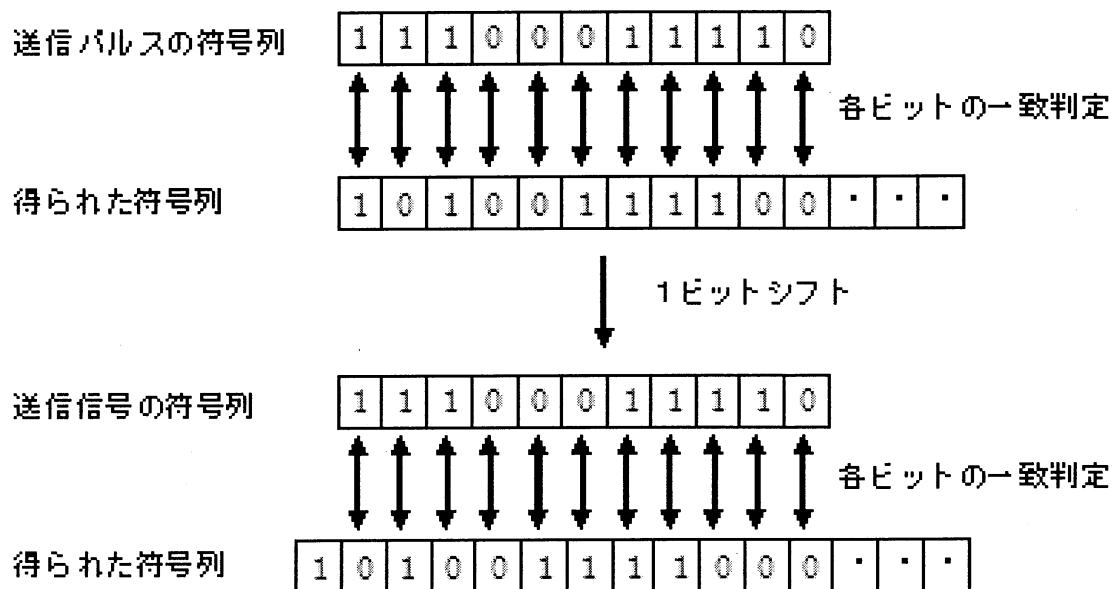 送信パルスの符号列 1 1 1 0 0 0 1 1 1 1 0
各ビットの一致判定
得られた符号列 1 0 1 0 0 1 1 1 1 0 0 ・ ・ ・
1ビットシフト
送信信号の符号列 1 1 1 0 0 0 1 1 1 1 0
各ビットの一致判定
得られた符号列 1 0 1 0 0 1 1 1 1 0 0 0 ・ ・ ・